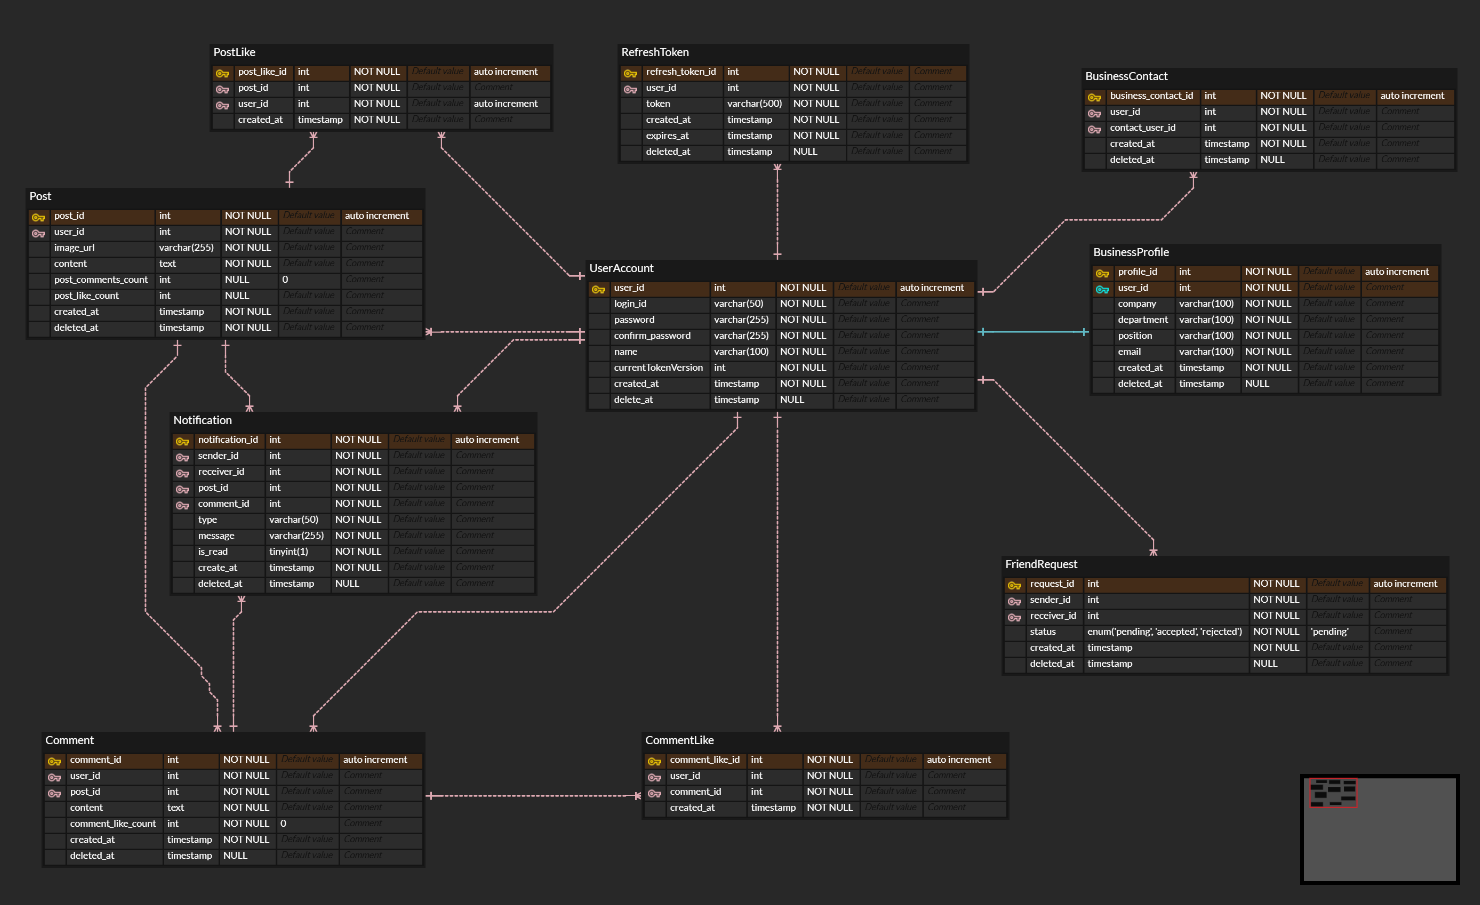 PostLike
post_like_id int NOT NULL Default value auto increment
post_id int NOT NULL Default value Comment
user_id int NOT NULL Default value auto increment
created_at timestamp NOT NULL Default value Comment
RefreshToken
refresh_token_id int NOT NULL Default value Comment
user_id int NOT NULL Default value Comment
token varchar(500) NOT NULL Default value Comment
created_at timestamp NOT NULL Default value Comment
expires_at timestamp NOT NULL Default value Comment
deleted_at timestamp NULL Default value Comment
BusinessContact
business_contact_id int NOT NULL Default value auto increment
user_id int NOT NULL Default value Comment
contact_user_id int NOT NULL Default value Comment
created_at timestamp NOT NULL Default value Comment
deleted_at timestamp NULL Default value Comment
Post
post_id int NOT NULL Default value auto increment
user_id int NOT NULL Default value Comment
image_url varchar(255) NOT NULL Default value Comment
content text NOT NULL Default value Comment
post_comments_count int NULL 0 Comment
post_like_count int NULL Default value Comment
created_at timestamp NOT NULL Default value Comment
deleted_at timestamp NOT NULL Default value Comment
UserAccount
user_id int NOT NULL Default value auto increment
login_id varchar(50) NOT NULL Default value Comment
password varchar(255) NOT NULL Default value Comment
confirm_password varchar(255) NOT NULL Default value Comment
name varchar(100) NOT NULL Default value Comment
currentTokenVersion int NOT NULL Default value Comment
created_at timestamp NOT NULL Default value Comment
delete_at timestamp NULL Default value Comment
BusinessProfile
profile_id int NOT NULL Default value auto increment
user_id int NOT NULL Default value Comment
company varchar(100) NOT NULL Default value Comment
department varchar(100) NOT NULL Default value Comment
position varchar(100) NOT NULL Default value Comment
email varchar(100) NOT NULL Default value Comment
created_at timestamp NOT NULL Default value Comment
deleted_at timestamp NULL Default value Comment
Notification
notification_id int NOT NULL Default value auto increment
sender_id int NOT NULL Default value Comment
receiver_id int NOT NULL Default value Comment
post_id int NOT NULL Default value Comment
comment_id int NOT NULL Default value Comment
type varchar(50) NOT NULL Default value Comment
message varchar(255) NOT NULL Default value Comment
is_read tinyint(1) NOT NULL Default value Comment
create_at timestamp NOT NULL Default value Comment
deleted_at timestamp NULL Default value Comment
FriendRequest
request_id int NOT NULL Default value auto increment
sender_id int NOT NULL Default value Comment
receiver_id int NOT NULL Default value Comment
status enum('pending', 'accepted', 'rejected') NOT NULL 'pending' Comment
created_at timestamp NOT NULL Default value Comment
deleted_at timestamp NULL Default value Comment
Comment
comment_id int NOT NULL Default value auto increment
user_id int NOT NULL Default value Comment
post_id int NOT NULL Default value Comment
content text NOT NULL Default value Comment
comment_like_count int NOT NULL 0 Comment
created_at timestamp NOT NULL Default value Comment
deleted_at timestamp NULL Default value Comment
CommentLike
comment_like_id int NOT NULL Default value auto increment
user_id int NOT NULL Default value Comment
comment_id int NOT NULL Default value Comment
created_at timestamp NOT NULL Default value Comment